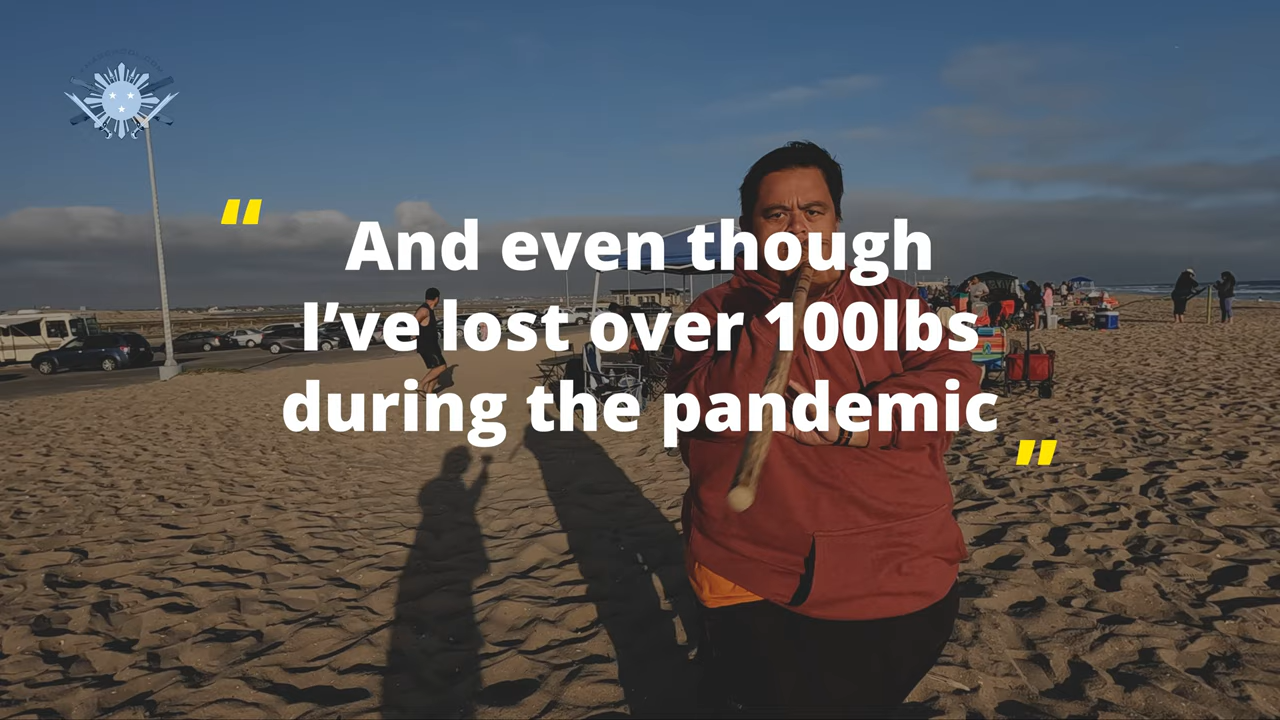 “
And even though
I’ve lost over 100lbs
during the pandemic
”